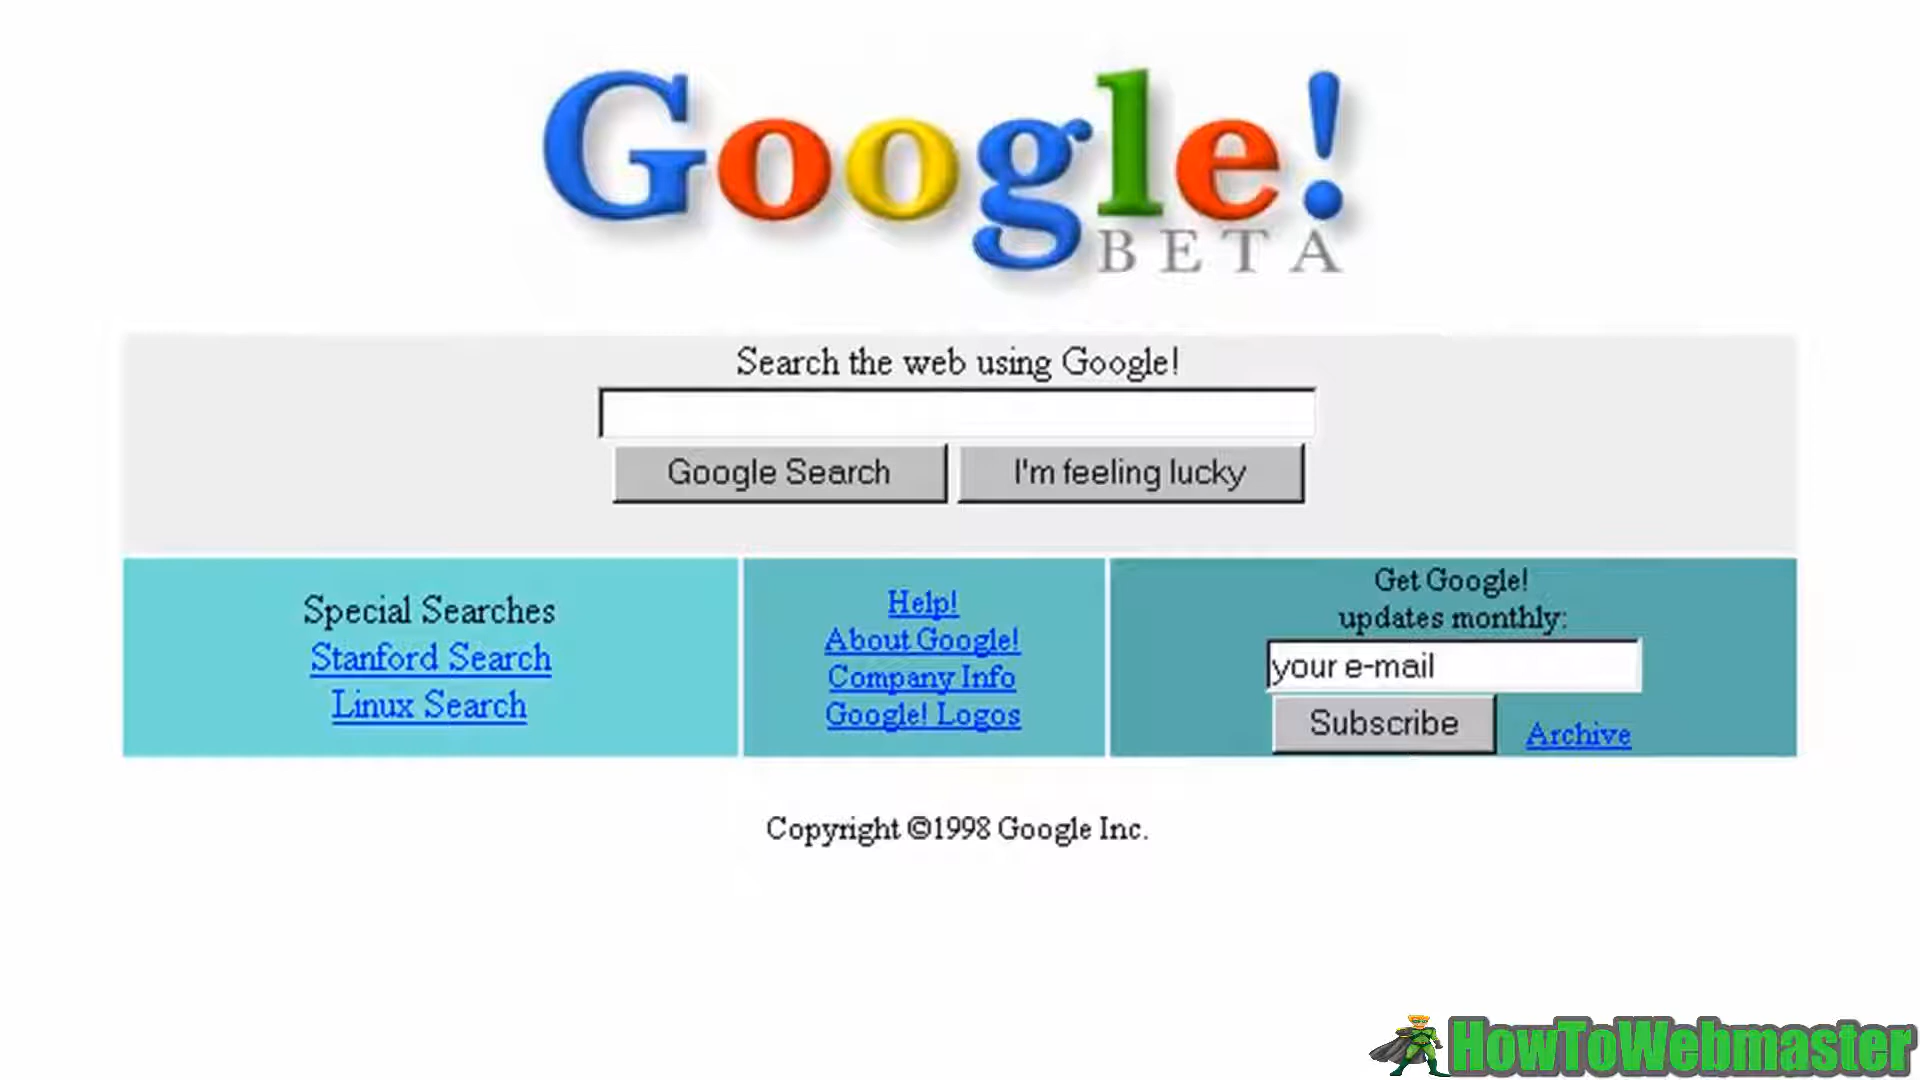 Google!
BETA
Search the web using Google!
Google Search
I'm feeling lucky
Special Searches
Stanford Search
Linux Search
Help!
About Google!
Company Info
Google! Logos
Get Google!
updates monthly:
your e-mail
Subscribe
Archive
Copyright ©1998 Google Inc.
HowToWebmaster